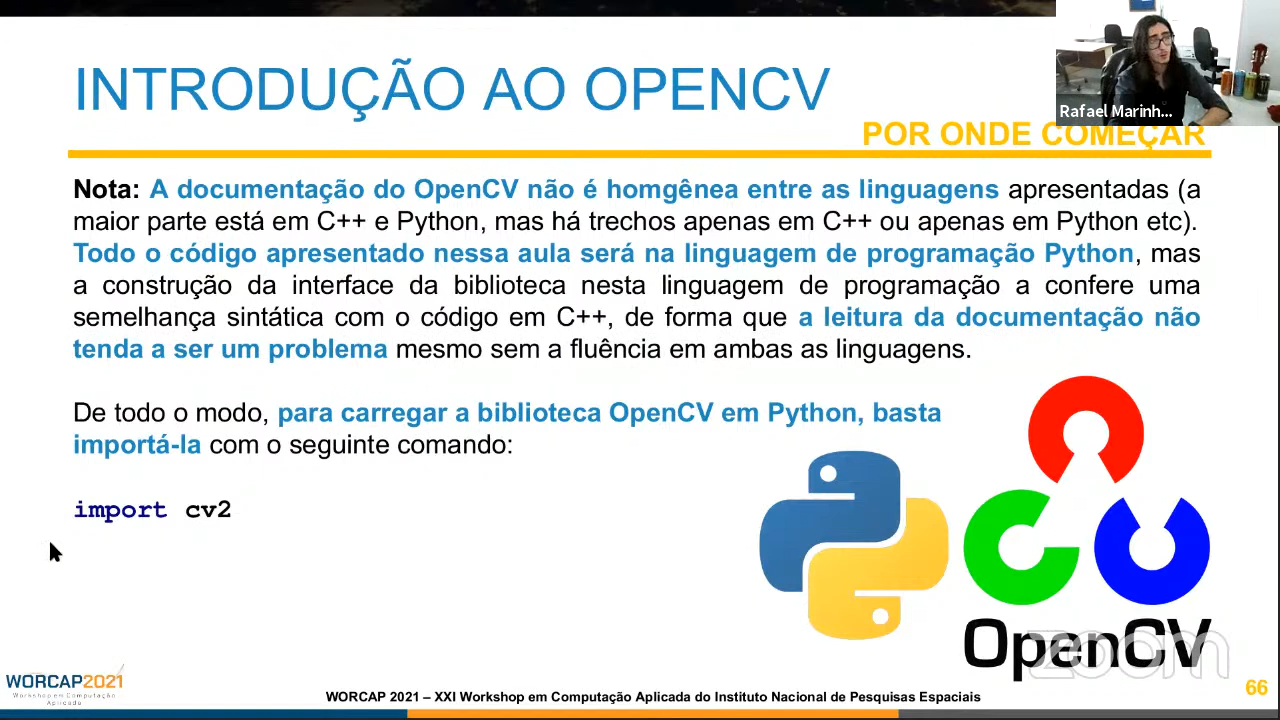 INTRODUÇÃO AO OPENCV
Rafael Marinh...
POR ONDE COMEÇAR
Nota: A documentação do OpenCV não é homgênea entre as linguagens apresentadas (a
maior parte está em C++ e Python, mas há trechos apenas em C++ ou apenas em Python etc).
Todo o código apresentado nessa aula será na linguagem de programação Python, mas
a construção da interface da biblioteca nesta linguagem de programação a confere uma
semelhança sintática com o código em C++, de forma que a leitura da documentação não
tenda a ser um problema mesmo sem a fluência em ambas as linguagens.
De todo o modo, para carregar a biblioteca OpenCV em Python, basta
importá-la com o seguinte comando:
import cv2
OpenCV
zoom
WORCAP2021
Workshop em Computação
Aplicada
WORCAP 2021 – XXI Workshop em Computação Aplicada do Instituto Nacional de Pesquisas Espaciais
66